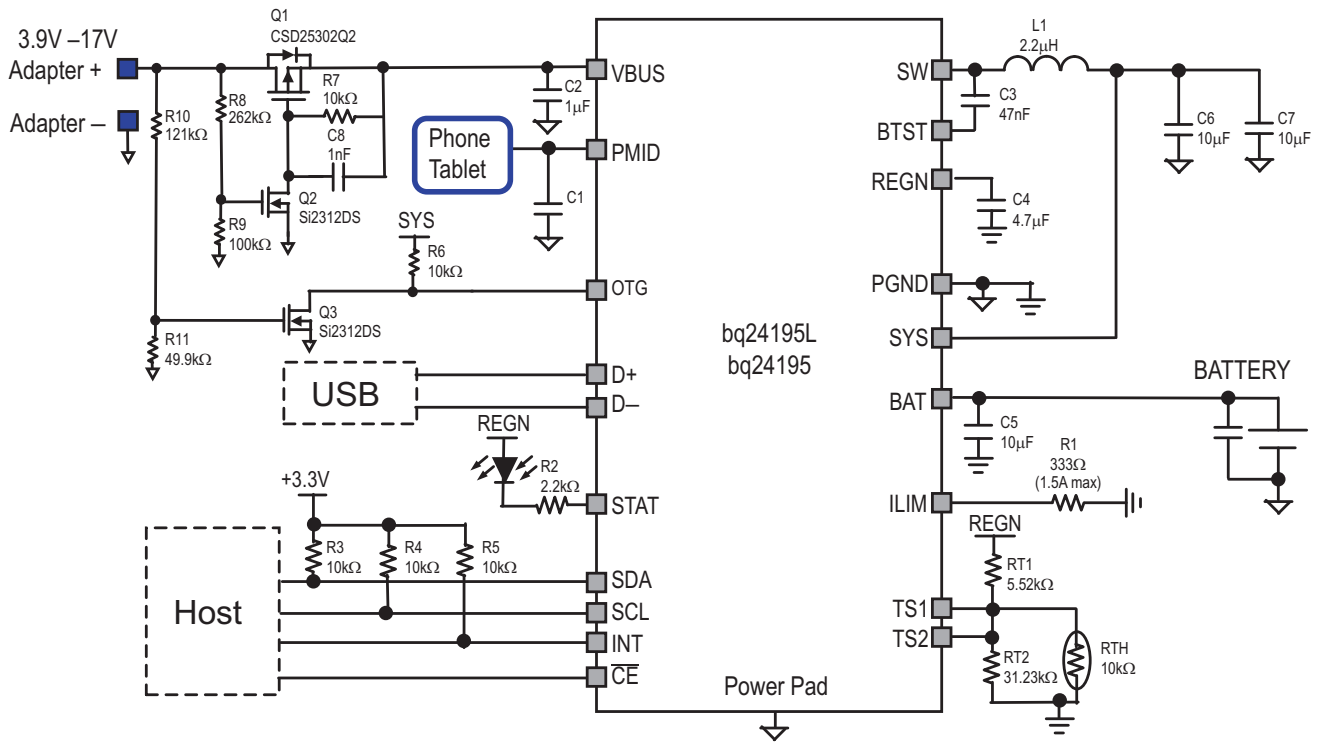 3.9V –17V
Adapter +
Adapter –
Q1
CSD25302Q2
R7
10kΩ
R8
262kΩ
R10
121kΩ
C8
1nF
Q2
Si2312DS
R9
100kΩ
C2
1µF
VBUS
Phone
Tablet
PMID
C1
SYS
R6
10kΩ
OTG
Q3
Si2312DS
R11
49.9kΩ
USB
D+
D–
REGN
R2
2.2kΩ
STAT
+3.3V
R3
10kΩ
R4
10kΩ
R5
10kΩ
Host
SDA
SCL
INT
CE
bq24195L
bq24195
Power Pad
SW
L1
2.2µH
C3
47nF
BTST
C6
10µF
C7
10µF
REGN
C4
4.7µF
PGND
SYS
BAT
BATTERY
C5
10µF
R1
333Ω
(1.5A max)
ILIM
REGN
RT1
5.52kΩ
TS1
TS2
RT2
31.23kΩ
RTH
10kΩ